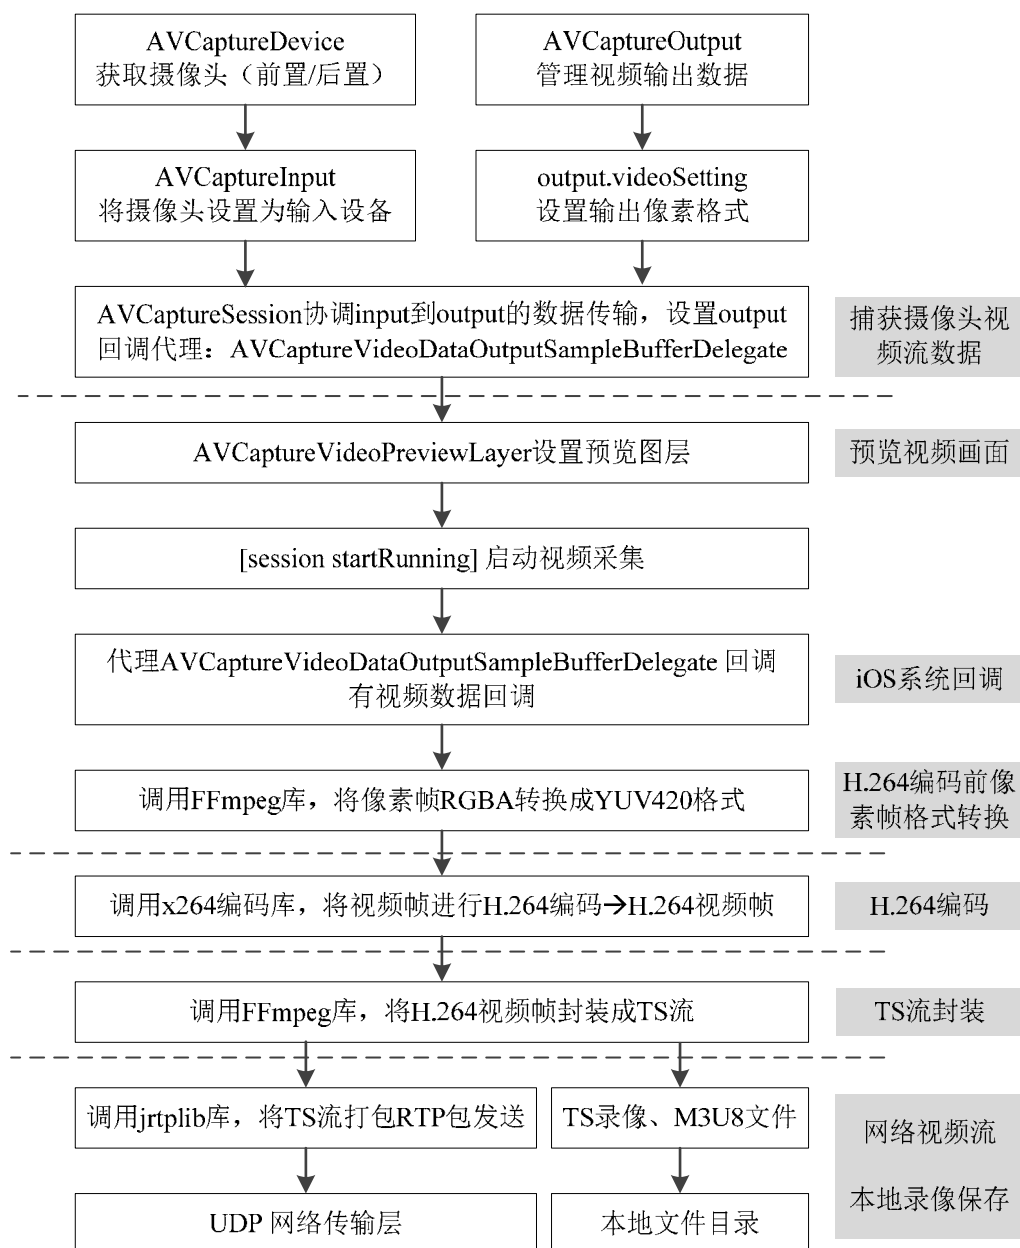 AVCaptureDevice
获取摄像头（前置/后置）
AVCaptureOutput
管理视频输出数据
AVCaptureInput
将摄像头设置为输入设备
output.videoSetting
设置输出像素格式
AVCaptureSession协调input到output的数据传输，设置output
回调代理：AVCaptureVideoDataOutputSampleBufferDelegate
捕获摄像头视
频流数据
AVCaptureVideoPreviewLayer设置预览图层
预览视频画面
[session startRunning] 启动视频采集
代理AVCaptureVideoDataOutputSampleBufferDelegate 回调
有视频数据回调
iOS系统回调
调用FFmpeg库，将像素帧RGBA转换成YUV420格式
H.264编码前像
素帧格式转换
调用x264编码库，将视频帧进行H.264编码→H.264视频帧
H.264编码
调用FFmpeg库，将H.264视频帧封装成TS流
TS流封装
调用jrtplib库，将TS流打包RTP包发送
TS录像、M3U8文件
网络视频流
UDP 网络传输层
本地文件目录
本地录像保存